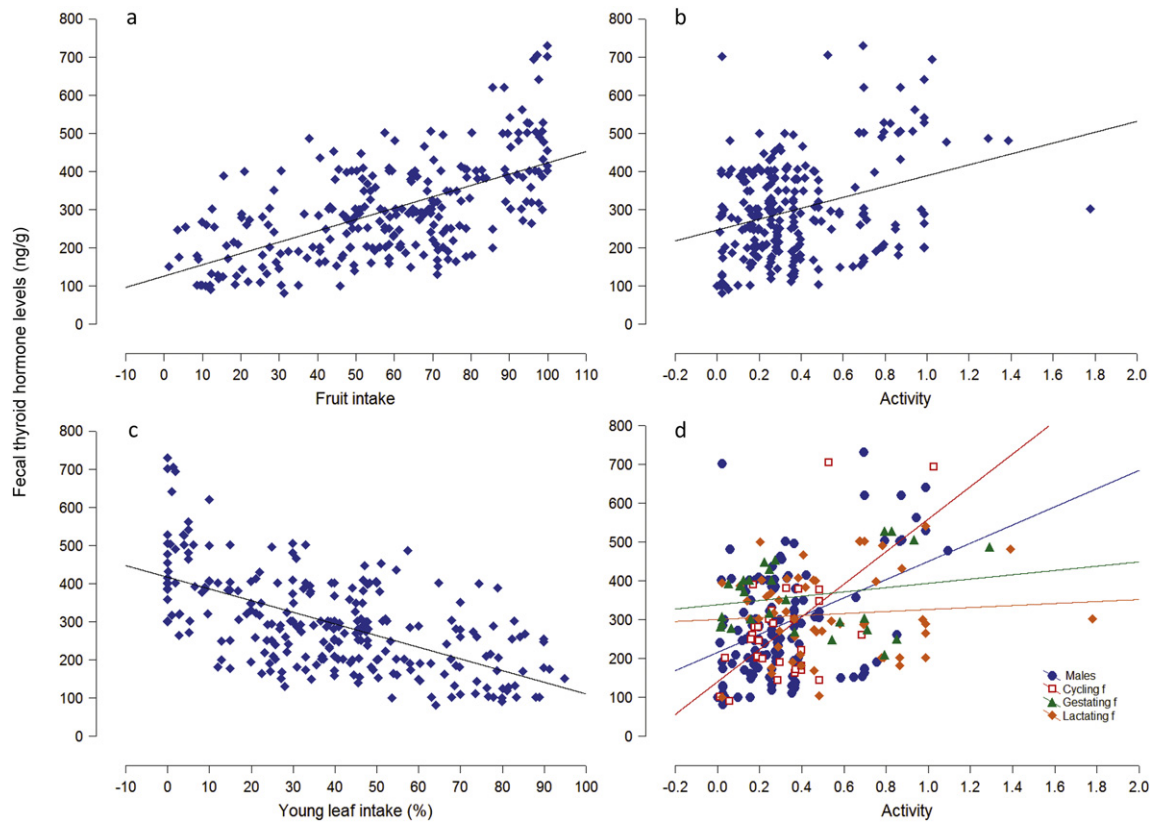 a
800
700
600
500
400
300
200
100
0
-10 0 10 20 30 40 50 60 70 80 90 100 110
Fruit intake
b
800
700
600
500
400
300
200
100
0
-0.2 0.0 0.2 0.4 0.6 0.8 1.0 1.2 1.4 1.6 1.8 2.0
Activity
Fecal thyroid hormone levels (ng/g)
c
800
700
600
500
400
300
200
100
0
-10 0 10 20 30 40 50 60 70 80 90 100
Young leaf intake (%)
d
800
700
600
500
400
300
200
100
0
Males
Cycling f
Gestating f
Lactating f
-0.2 0.0 0.2 0.4 0.6 0.8 1.0 1.2 1.4 1.6 1.8 2.0
Activity